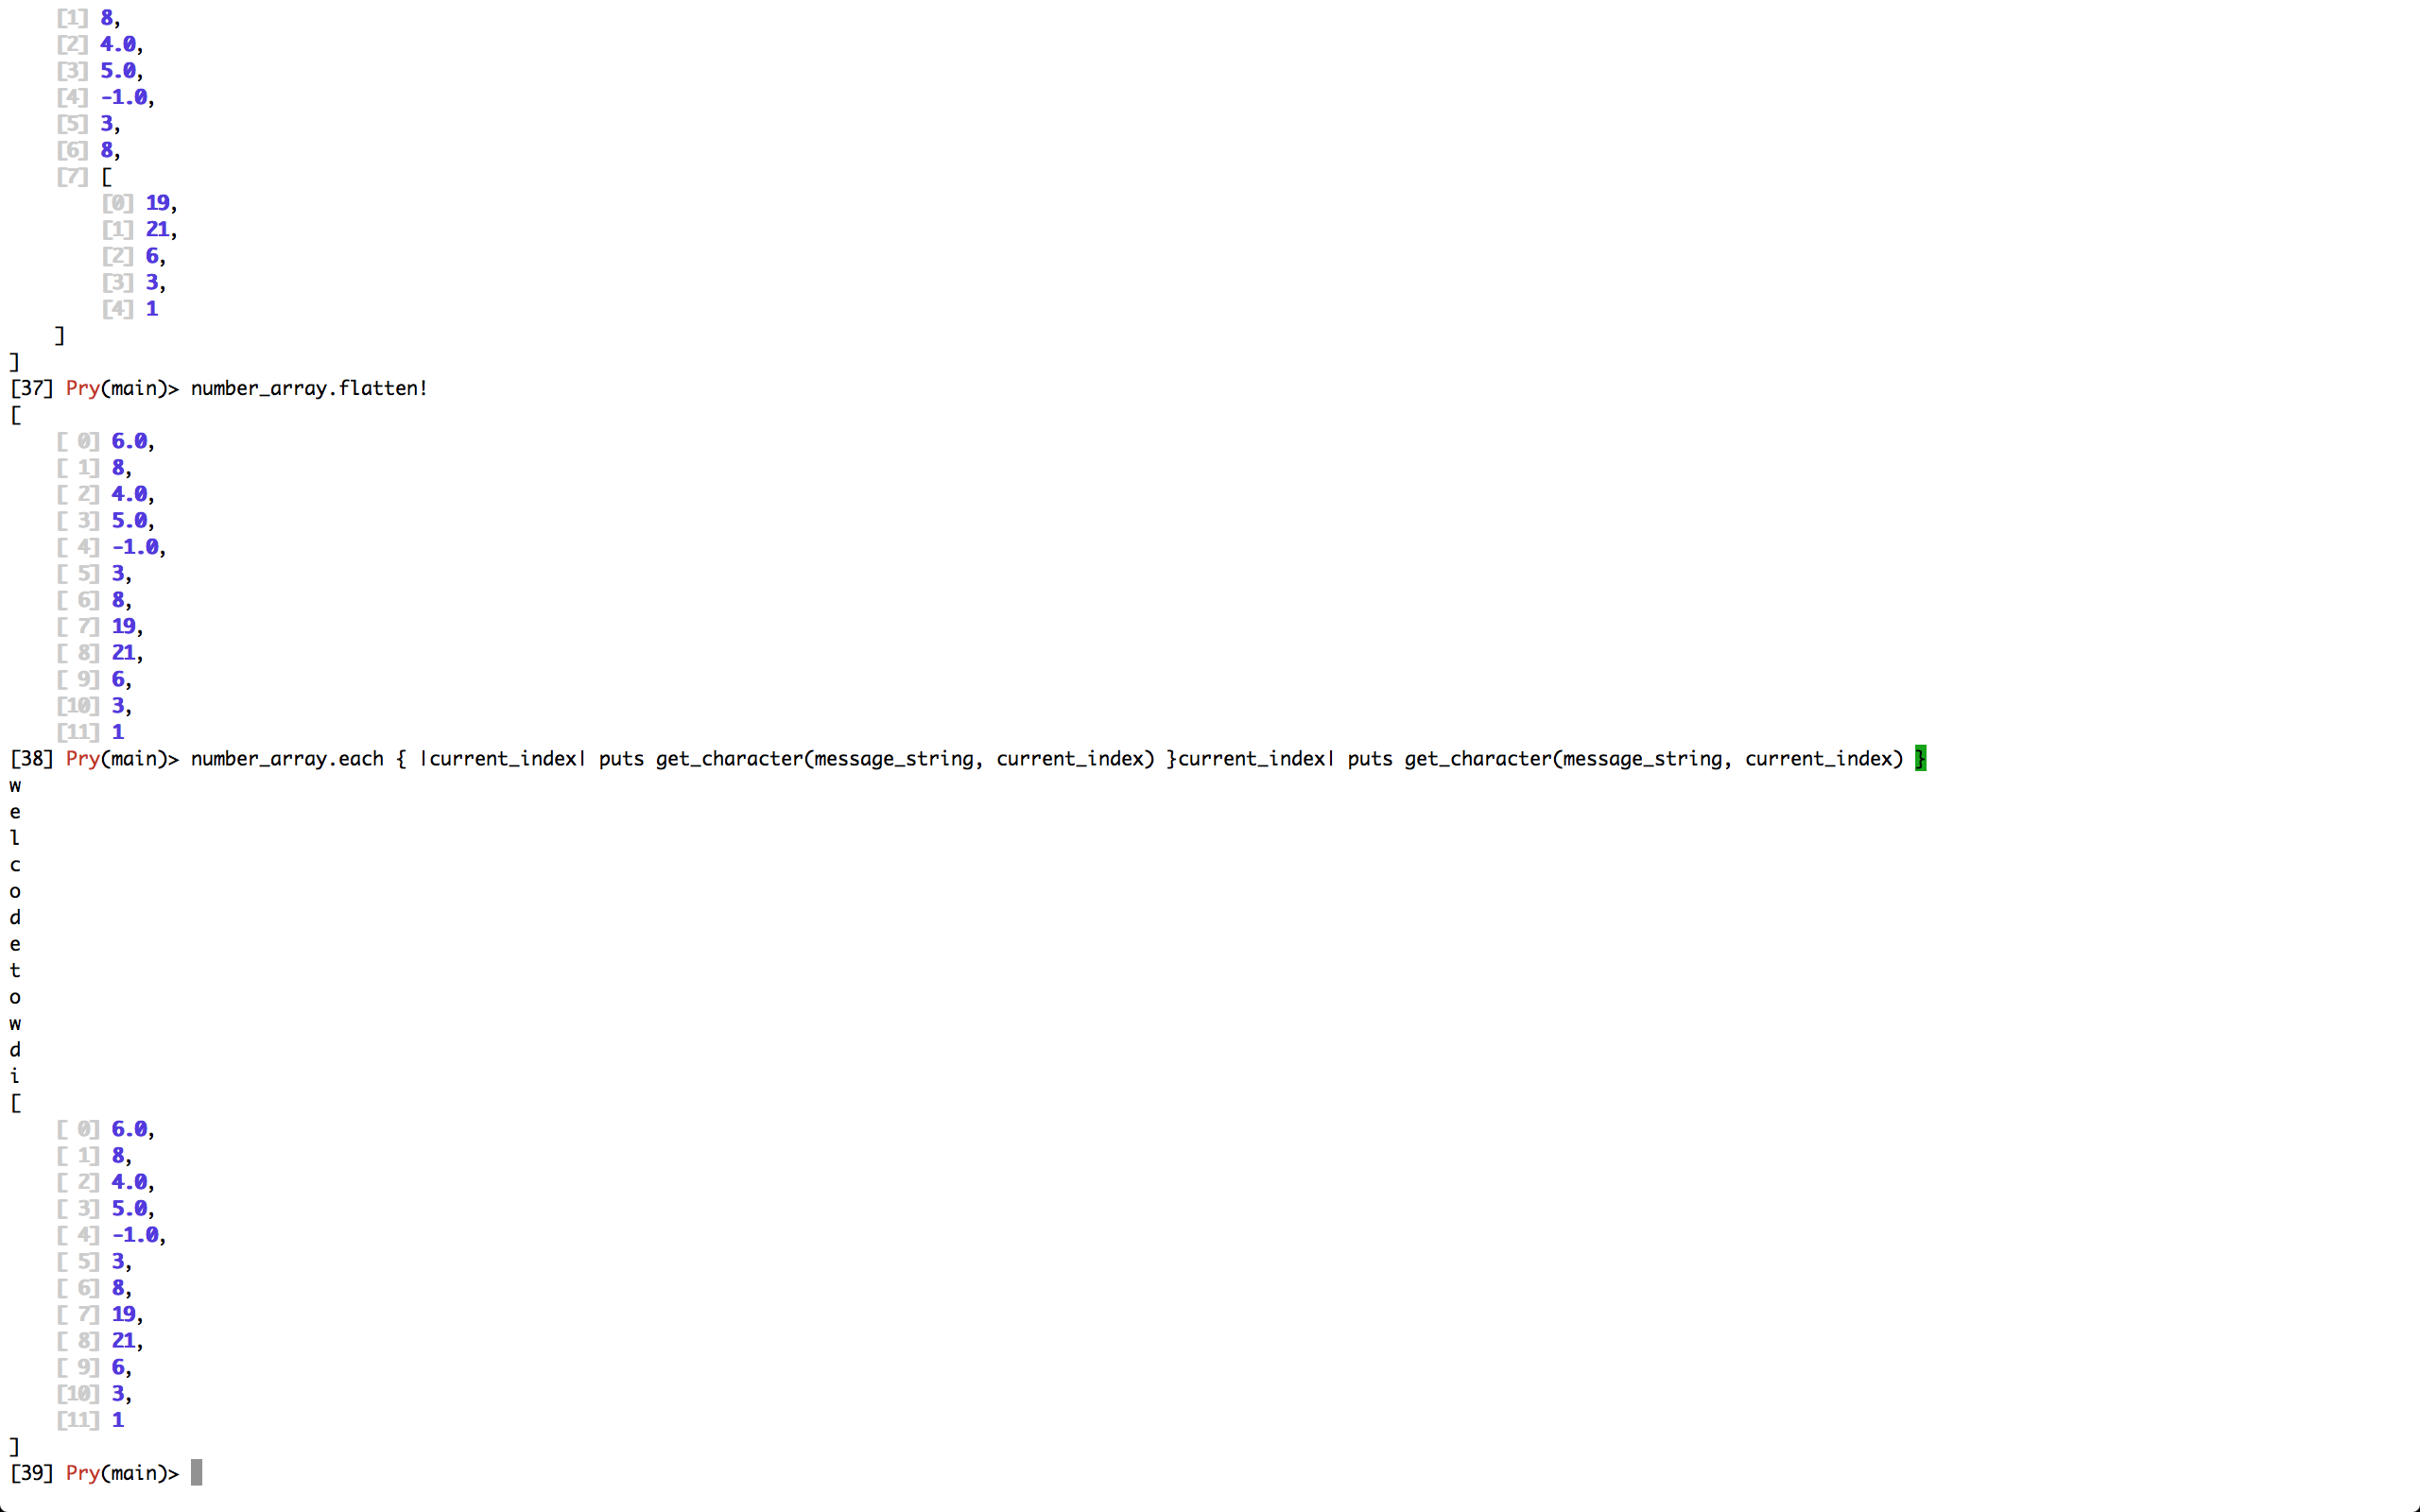 [1] 8,
[2] 4.0,
[3] 5.0,
[4] -1.0,
[5] 3,
[6] 8,
[7] [
[0] 19,
[1] 21,
[2] 6,
[3] 3,
[4] 1
]
]
[37] Pry(main)> number_array.flatten!
[
[ 0] 6.0,
[ 1] 8,
[ 2] 4.0,
[ 3] 5.0,
[ 4] -1.0,
[ 5] 3,
[ 6] 8,
[ 7] 19,
[ 8] 21,
[ 9] 6,
[10] 3,
[11] 1
[38] Pry(main)> number_array.each { |current_index| puts get_character(message_string, current_index) }current_index| puts get_character(message_string, current_index) }
w
e
l
c
o
d
e
t
o
w
d
i
[
[ 0] 6.0,
[ 1] 8,
[ 2] 4.0,
[ 3] 5.0,
[ 4] -1.0,
[ 5] 3,
[ 6] 8,
[ 7] 19,
[ 8] 21,
[ 9] 6,
[10] 3,
[11] 1
]
[39] Pry(main)>